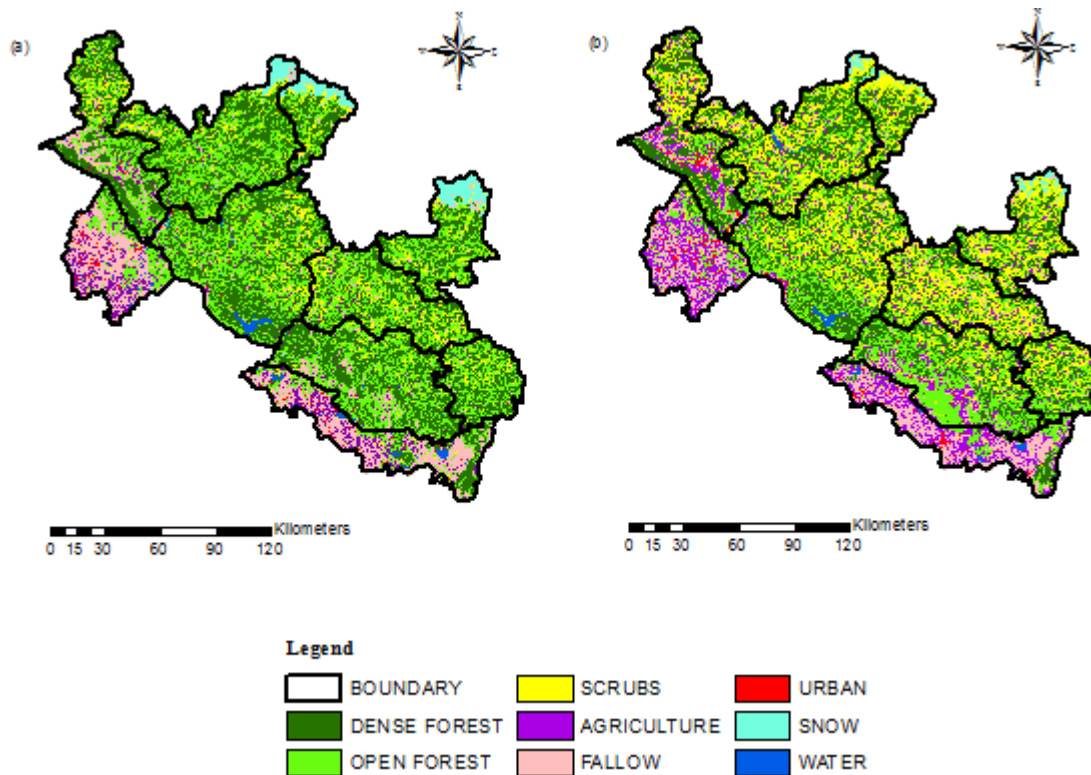 (a)
(b)
N
N
W
E
W
E
S
S
Kilometers
0 15 30 60 90 120
Kilometers
0 15 30 60 90 120
Legend
BOUNDARY
SCRUBS
URBAN
DENSE FOREST
AGRICULTURE
SNOW
OPEN FOREST
FALLOW
WATER